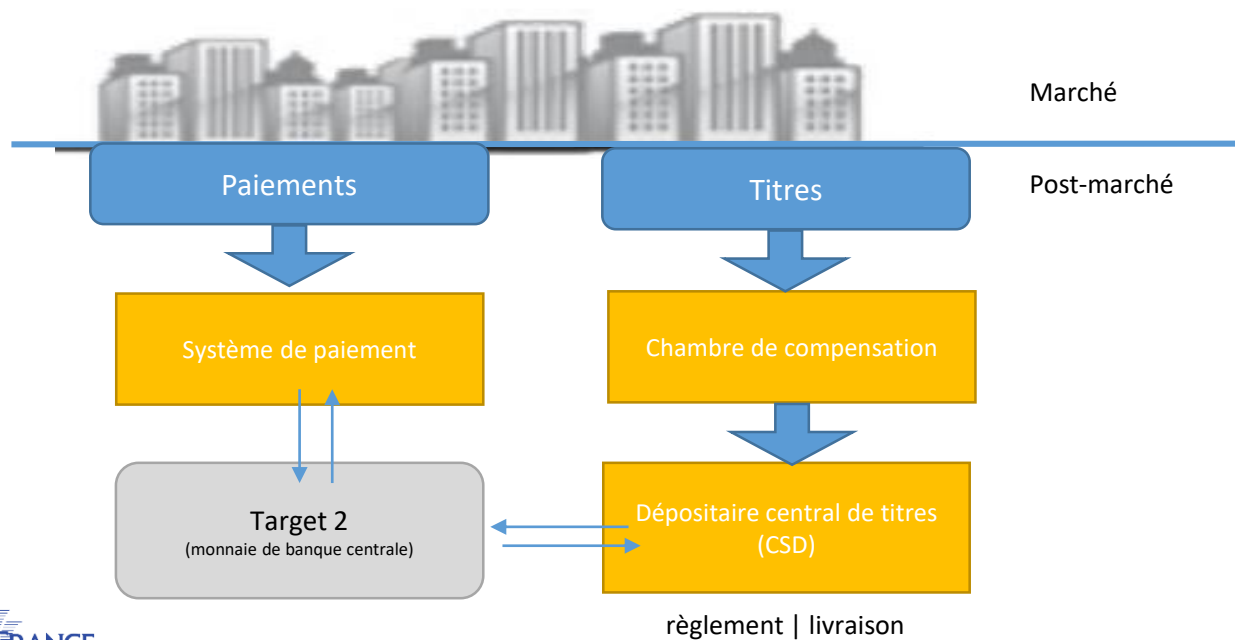 Marché
Paiements
Titres
Post-marché
Système de paiement
Chambre de compensation
Target 2
(monnaie de banque centrale)
Dépositaire central de titres
(CSD)
règlement | livraison